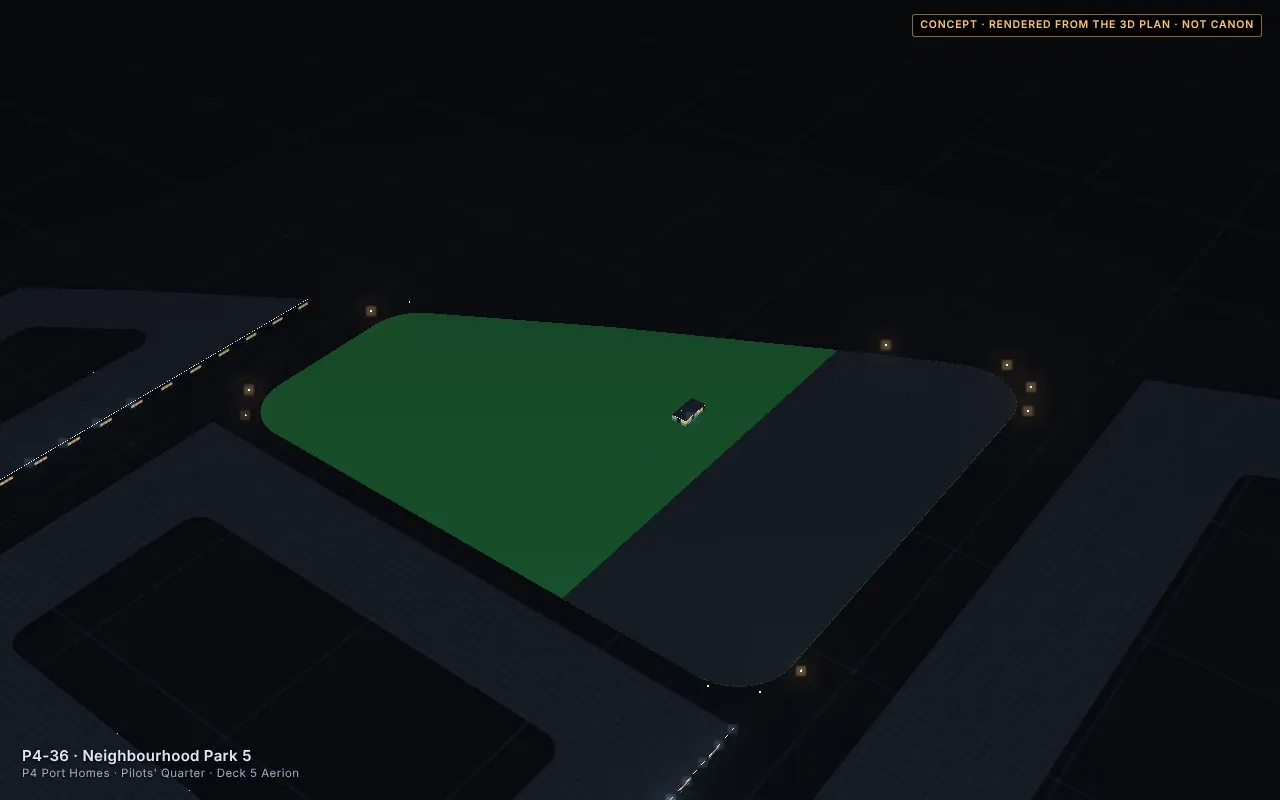 CONCEPT · RENDERED FROM THE 3D PLAN · NOT CANON
P4-36 · Neighbourhood Park 5
P4 Port Homes · Pilots' Quarter · Deck 5 Aerion